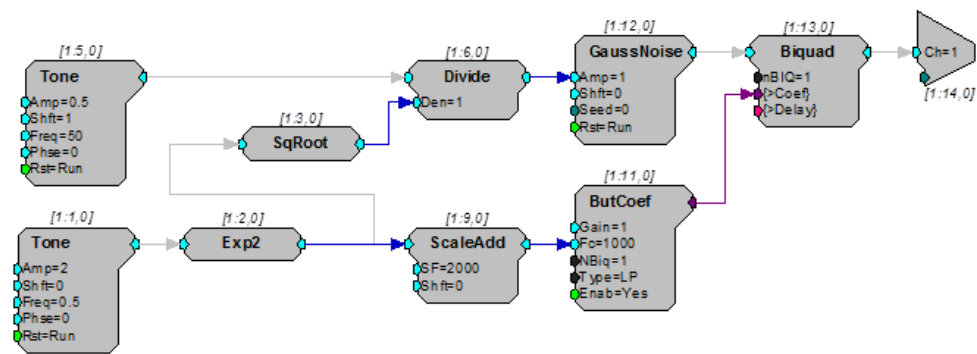 [1:5,0]
Tone
Amp=0.5
Shft=1
Freq=50
Phse=0
Rst=Run
[1:6,0]
Divide
Den=1
[1:12,0]
GaussNoise
Amp=1
Shft=0
Seed=0
Rst=Run
[1:13,0]
Biquad
nBIQ=1
{>Coef}
{>Delay}
Ch=1
[1:14,0]
[1:3,0]
SqRoot
[1:1,0]
Tone
Amp=2
Shft=0
Freq=0.5
Phse=0
Rst=Run
[1:2,0]
Exp2
[1:9,0]
ScaleAdd
SF=2000
Shft=0
[1:11,0]
ButCoef
Gain=1
Fc=1000
NBiq=1
Type=LP
Enab=Yes